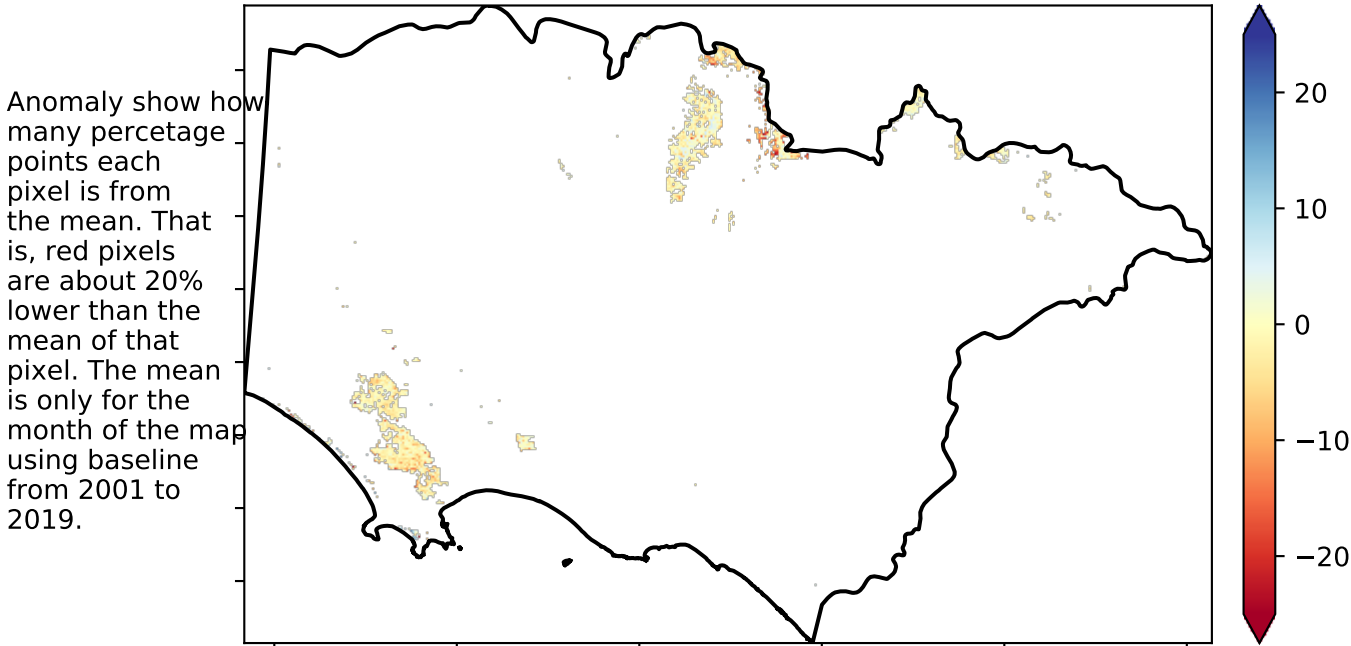 Anomaly show how
many percetage
points each
pixel is from
the mean. That
is, red pixels
are about 20%
lower than the
mean of that
pixel. The mean
is only for the
month of the map
using baseline
from 2001 to
2019.
20
10
0
−10
−20